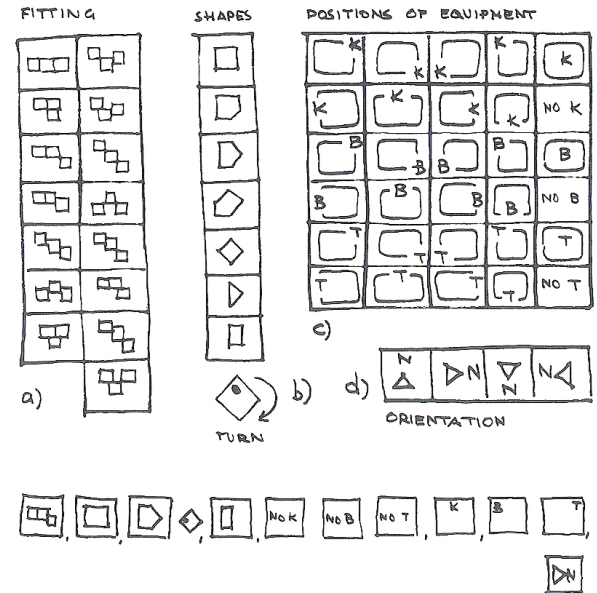 FITTING SHAPES POSITIONS OF EQUIPMENT
K K K K K
K K K K NO K
B B B B B
B B B B NO B
T T T T T
T T T T NO T
c)
a) b) d) N N N N
TURN ORIENTATION
NO K , NO B , NO T , K , B , T
N